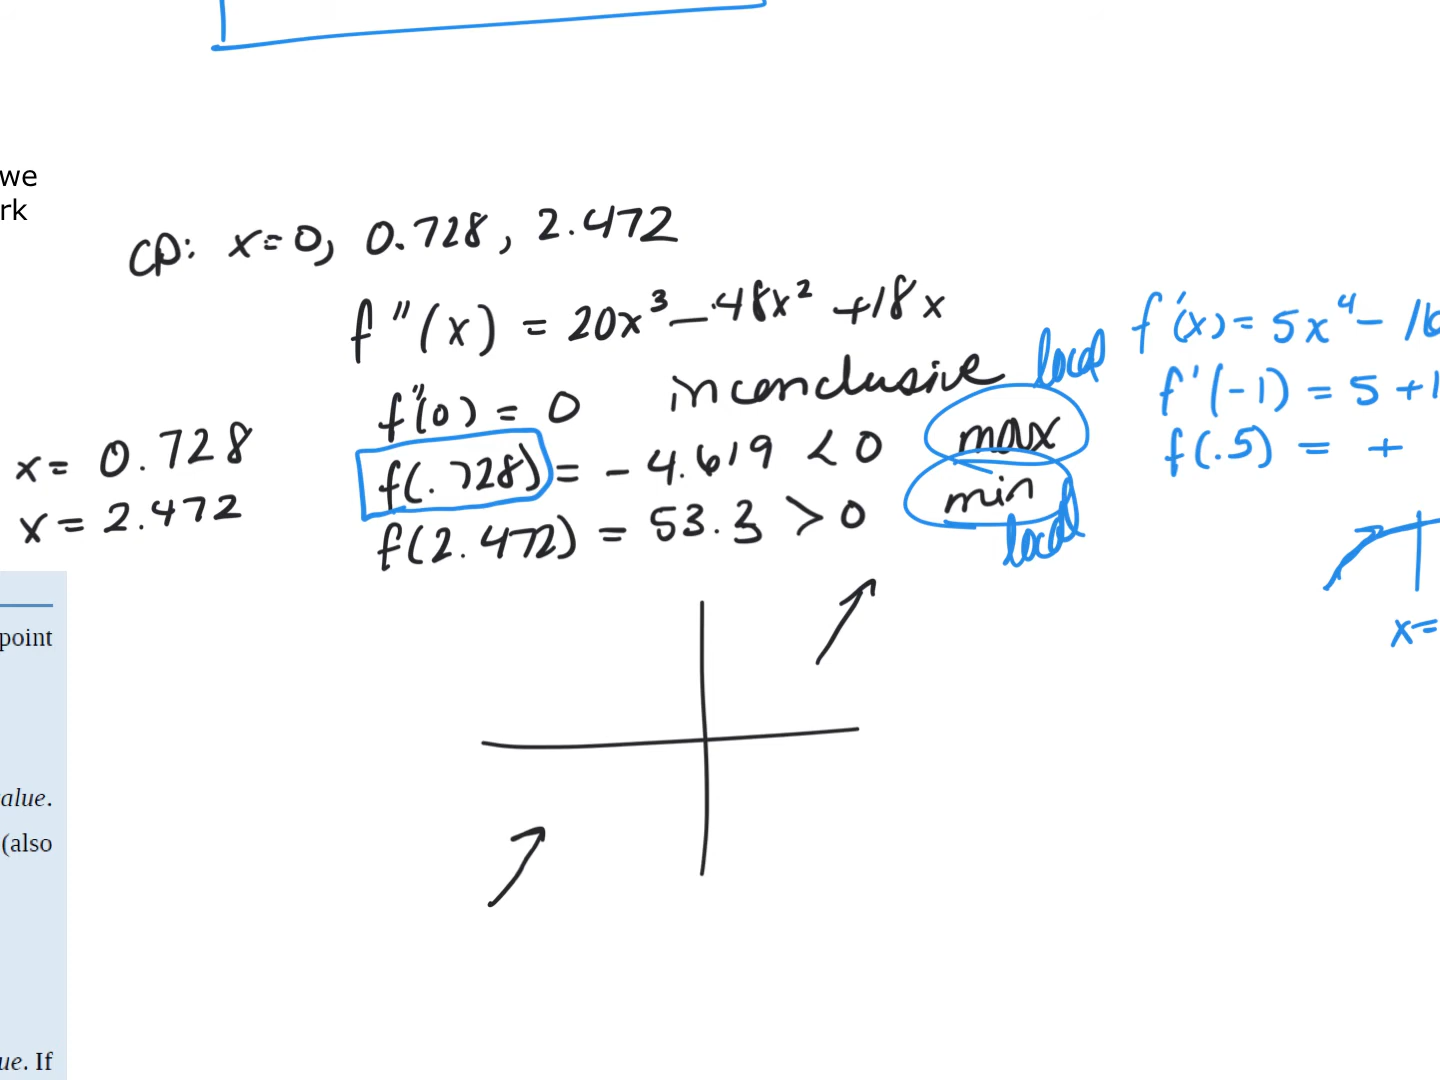 we
rk
CP: x=0, 0.728, 2.472
f''(x) = 20x³ - 48x² + 18x
f''(0) = 0 inconclusive
x= 0.728
f(.728) = -4.619 < 0 max local
x= 2.472
f(2.472) = 53.3 > 0 min local
f'(x)= 5x⁴ - 16
f'(-1) = 5 + 1
f(.5) = +
x=
point
alue.
(also
ue. If